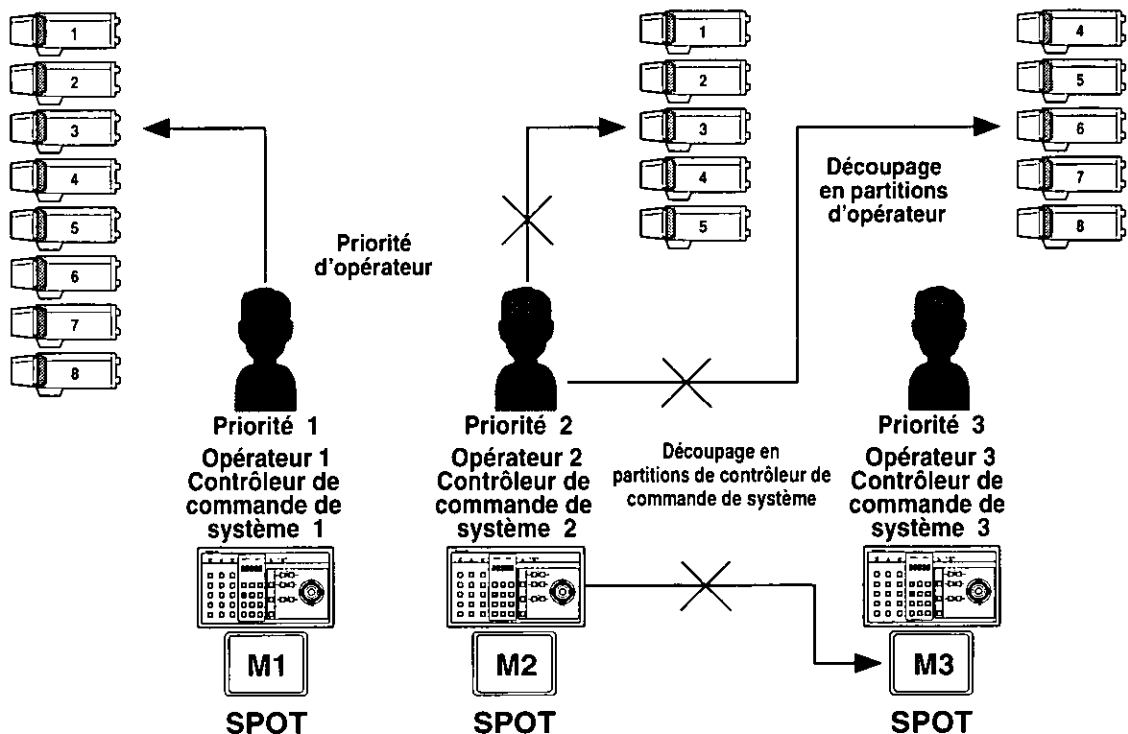 1
2
3
4
5
6
7
8
1
2
3
4
5
4
5
6
7
8
Priorité
d'opérateur
Découpage
en partitions
d'opérateur
Priorité 1
Opérateur 1
Contrôleur de
commande de
système 1
Priorité 2
Opérateur 2
Contrôleur de
commande de
système 2
Découpage en
partitions de contrôleur de
commande de système
Priorité 3
Opérateur 3
Contrôleur de
commande de
système 3
M1
SPOT
M2
SPOT
M3
SPOT